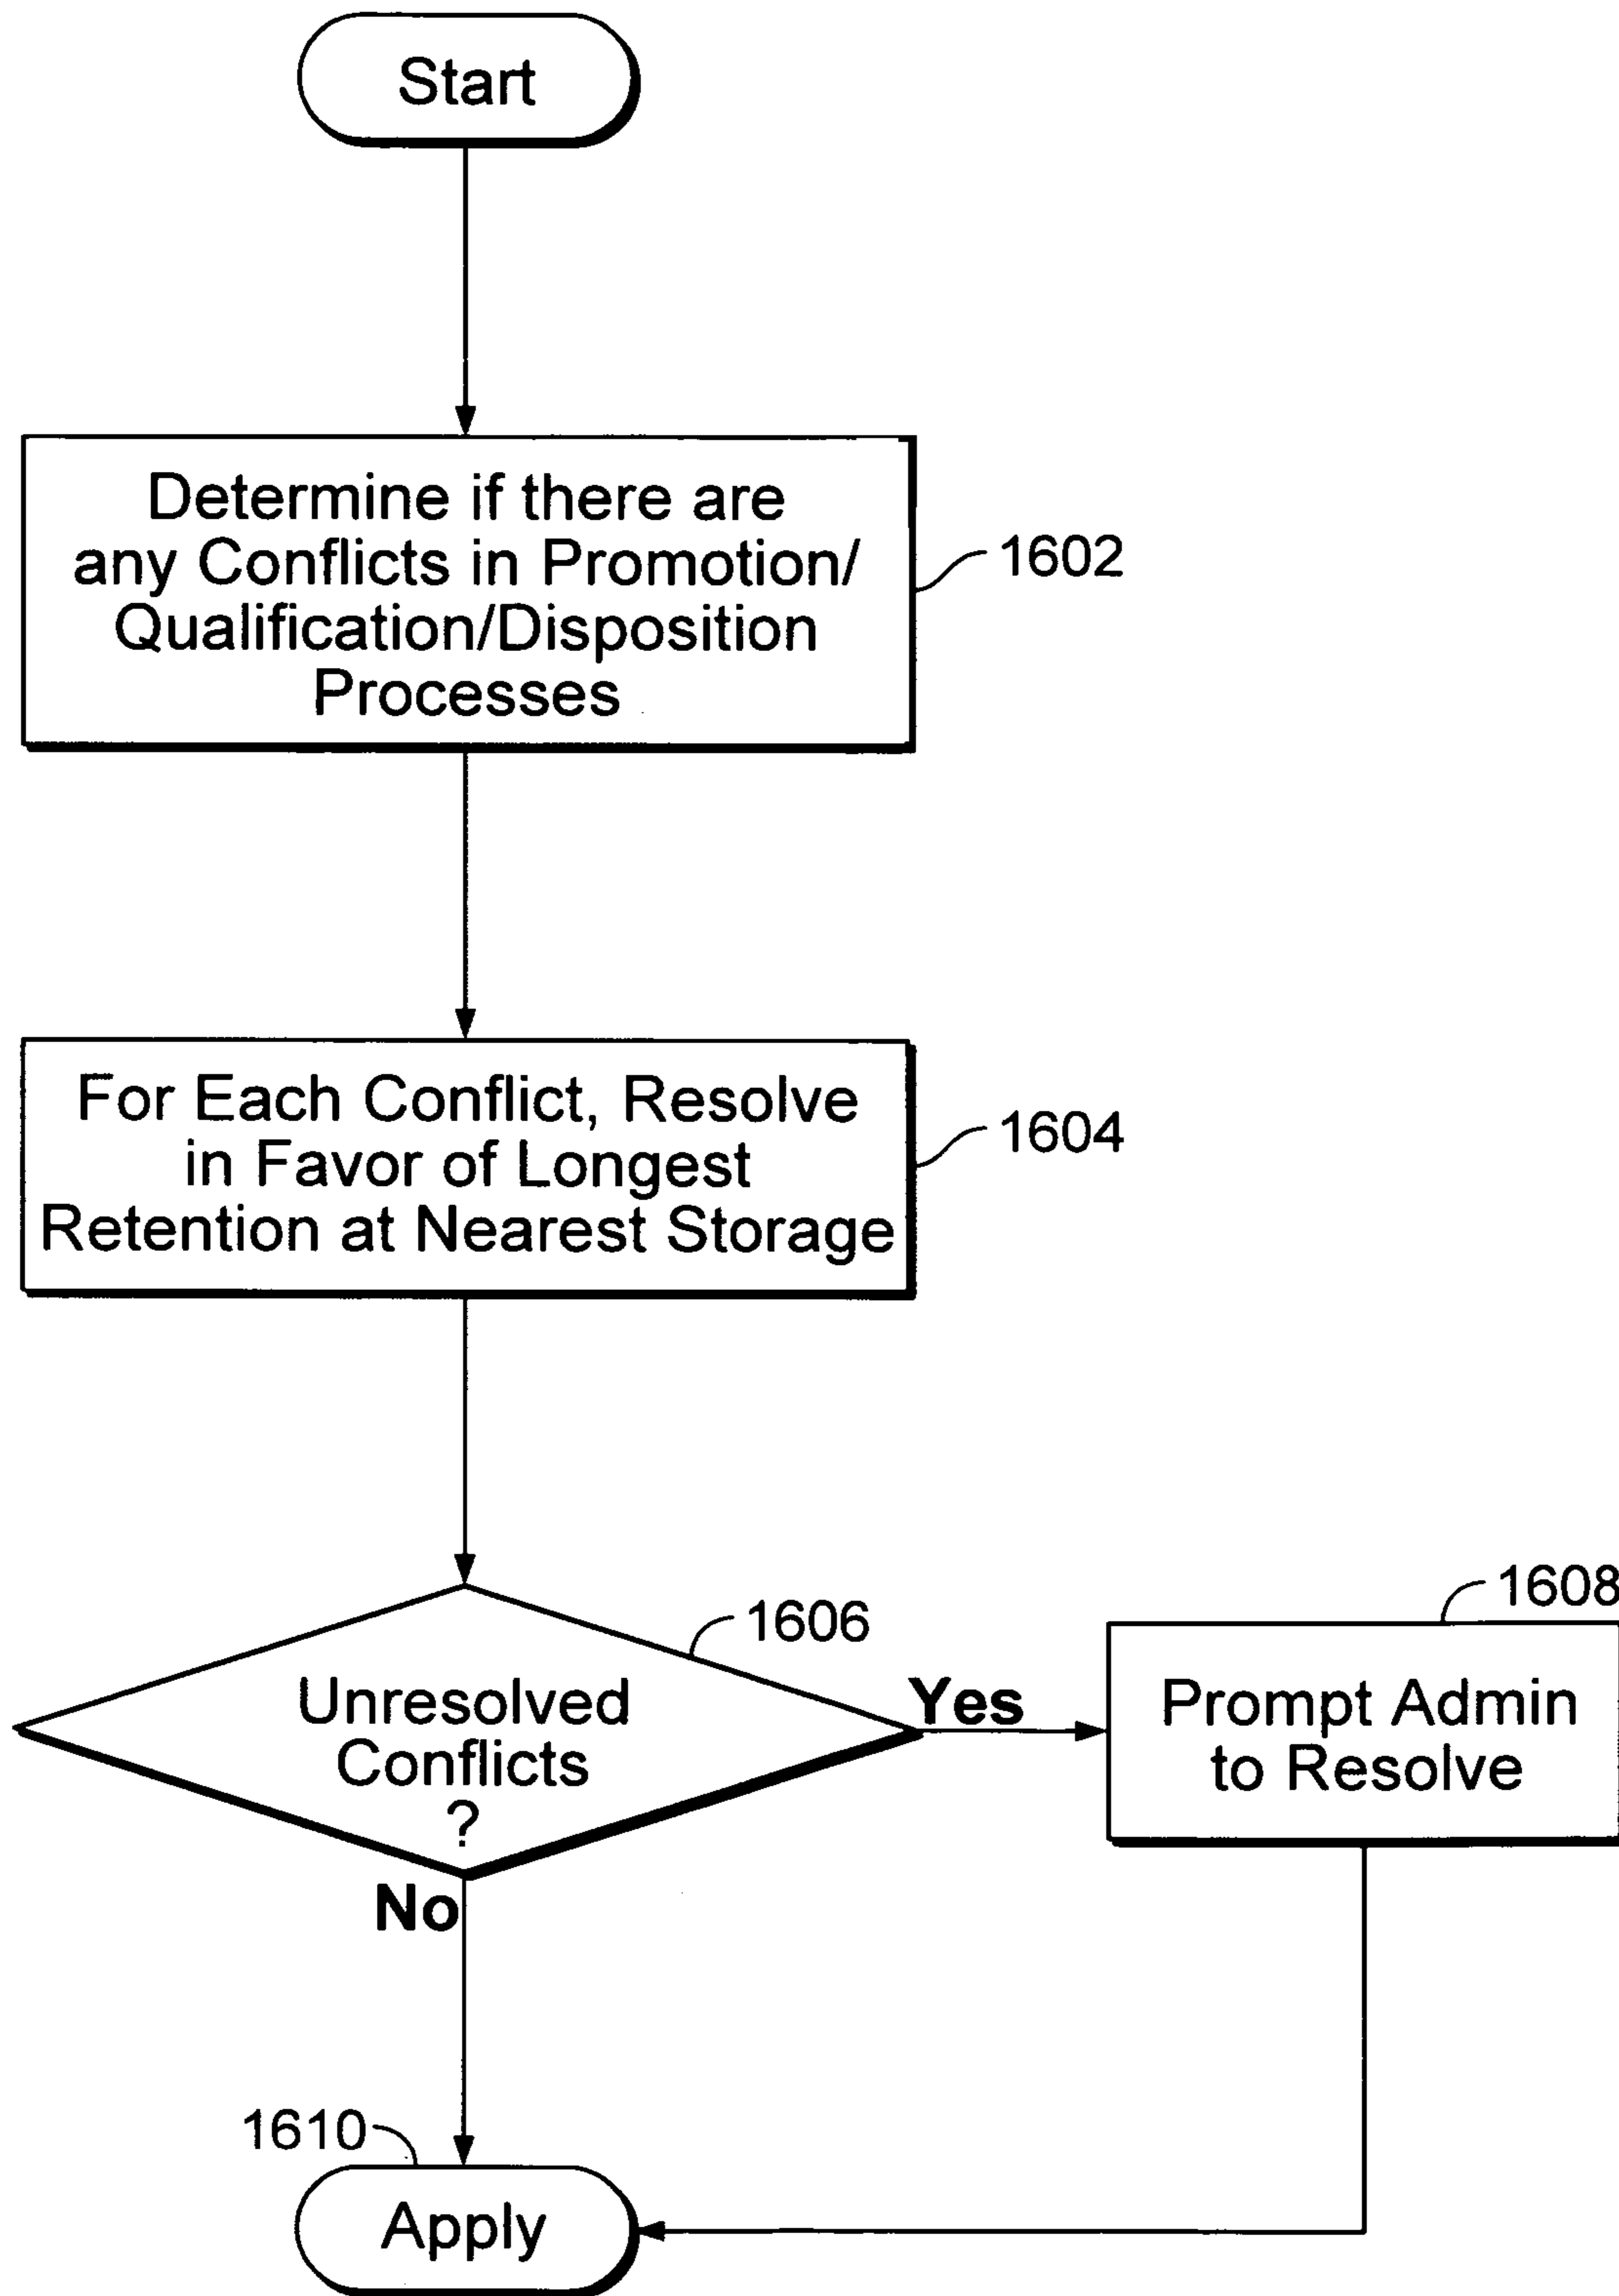 Start
Determine if there are
any Conflicts in Promotion/
Qualification/Disposition
Processes
1602
For Each Conflict, Resolve
in Favor of Longest
Retention at Nearest Storage
1604
1606
Unresolved
Conflicts
?
Yes
1608
Prompt Admin
to Resolve
No
1610
Apply